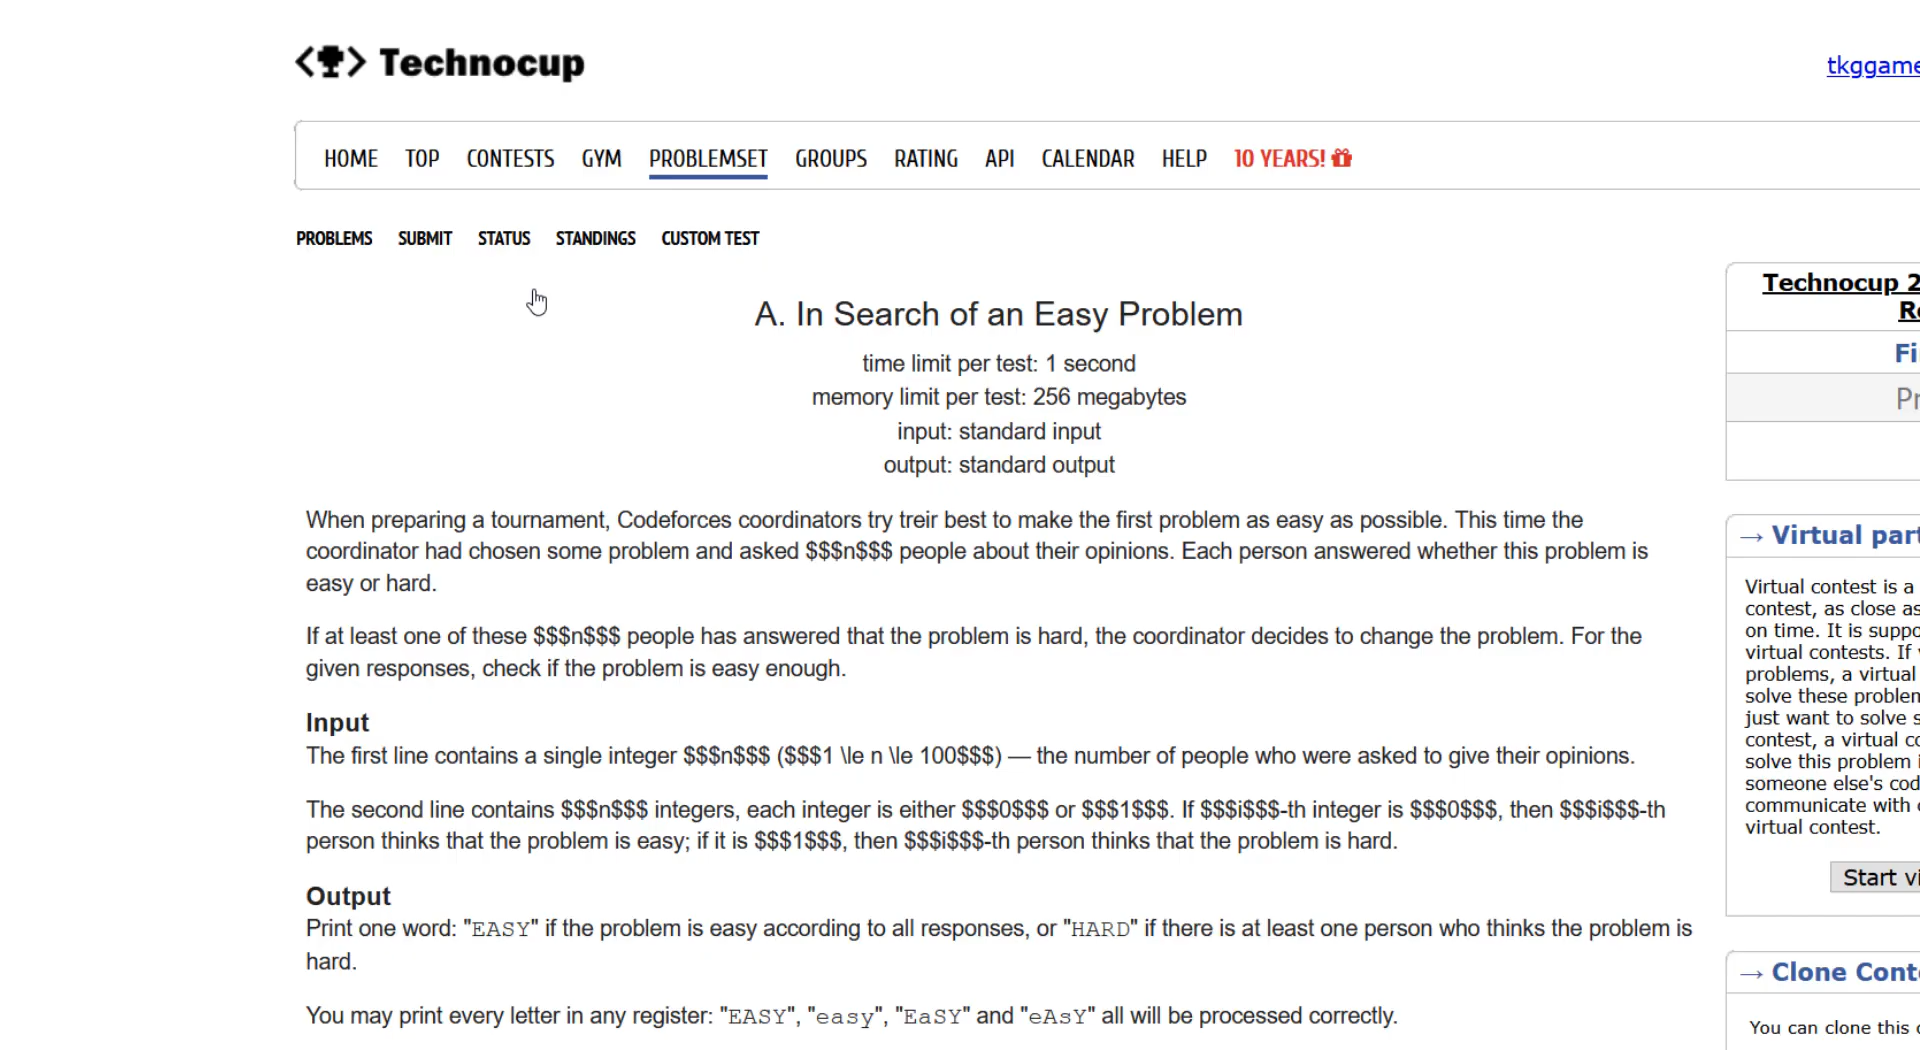 Technocup
tkggame
HOME TOP CONTESTS GYM PROBLEMSET GROUPS RATING API CALENDAR HELP 10 YEARS!
PROBLEMS SUBMIT STATUS STANDINGS CUSTOM TEST
A. In Search of an Easy Problem
time limit per test: 1 second
memory limit per test: 256 megabytes
input: standard input
output: standard output
When preparing a tournament, Codeforces coordinators try treir best to make the first problem as easy as possible. This time the
coordinator had chosen some problem and asked $$$n$$$ people about their opinions. Each person answered whether this problem is
easy or hard.
If at least one of these $$$n$$$ people has answered that the problem is hard, the coordinator decides to change the problem. For the
given responses, check if the problem is easy enough.
Input
The first line contains a single integer $$$n$$$ ($$$1 \le n \le 100$$$) — the number of people who were asked to give their opinions.
The second line contains $$$n$$$ integers, each integer is either $$$0$$$ or $$$1$$$. If $$$i$$$-th integer is $$$0$$$, then $$$i$$$-th
person thinks that the problem is easy; if it is $$$1$$$, then $$$i$$$-th person thinks that the problem is hard.
Output
Print one word: "EASY" if the problem is easy according to all responses, or "HARD" if there is at least one person who thinks the problem is
hard.
You may print every letter in any register: "EASY", "easy", "EaSY" and "eAsY" all will be processed correctly.
Technocup 2
Re
Fi
Pr
→ Virtual part
Virtual contest is a
contest, as close as
on time. It is suppo
virtual contests. If
problems, a virtual
solve these problem
just want to solve s
contest, a virtual co
solve this problem i
someone else's cod
communicate with
virtual contest.
Start vi
→ Clone Conte
You can clone this